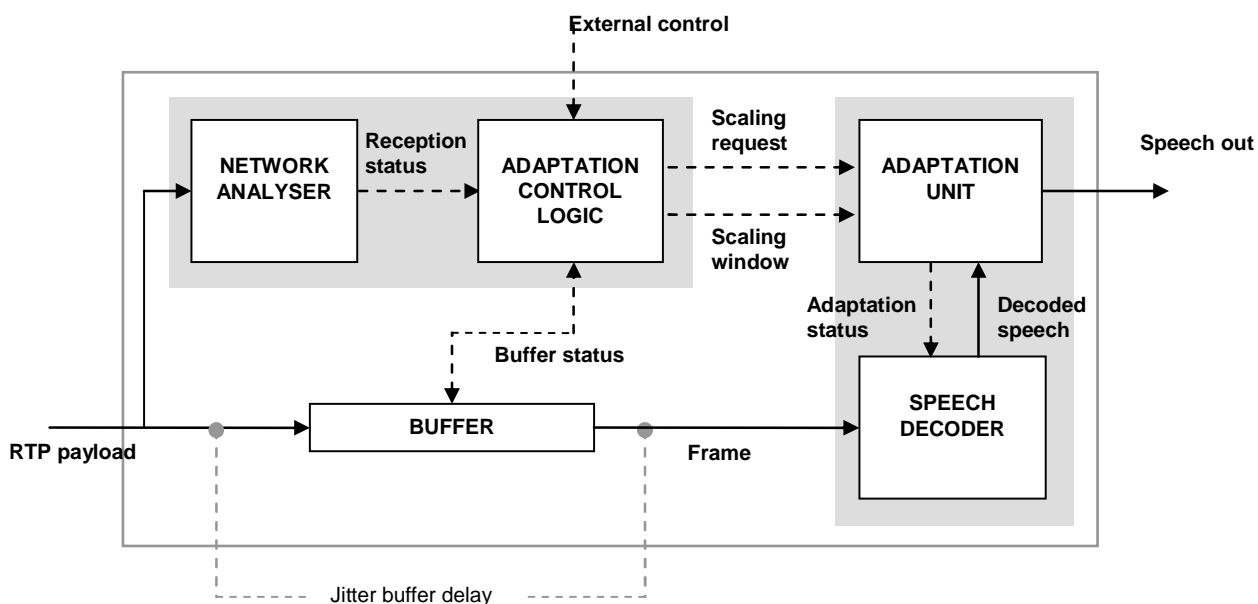 External control
NETWORK
ANALYSER
Reception
status
ADAPTATION
CONTROL
LOGIC
Scaling
request
Scaling
window
ADAPTATION
UNIT
Speech out
Adaptation
status
Decoded
speech
Buffer status
BUFFER
SPEECH
DECODER
RTP payload
Frame
Jitter buffer delay